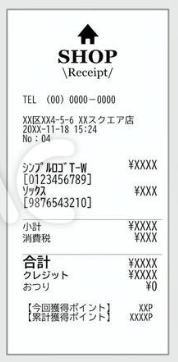 SHOP
\Receipt/
TEL (00) 0000-0000
XX区XX4-5-6 XXスクエア店
20XX-11-18 15:24
No：04
ｼﾝﾌﾟﾙﾛｺﾞT-W ¥XXXX
[0123456789]
ｿｯｸｽ ¥XXX
[9876543210]
小計 ¥XXXX
消費税 ¥XXX
合計 ¥XXXX
クレジット ¥XXXX
おつり ¥0
【今回獲得ポイント】 XXP
【累計獲得ポイント】 XXXXP